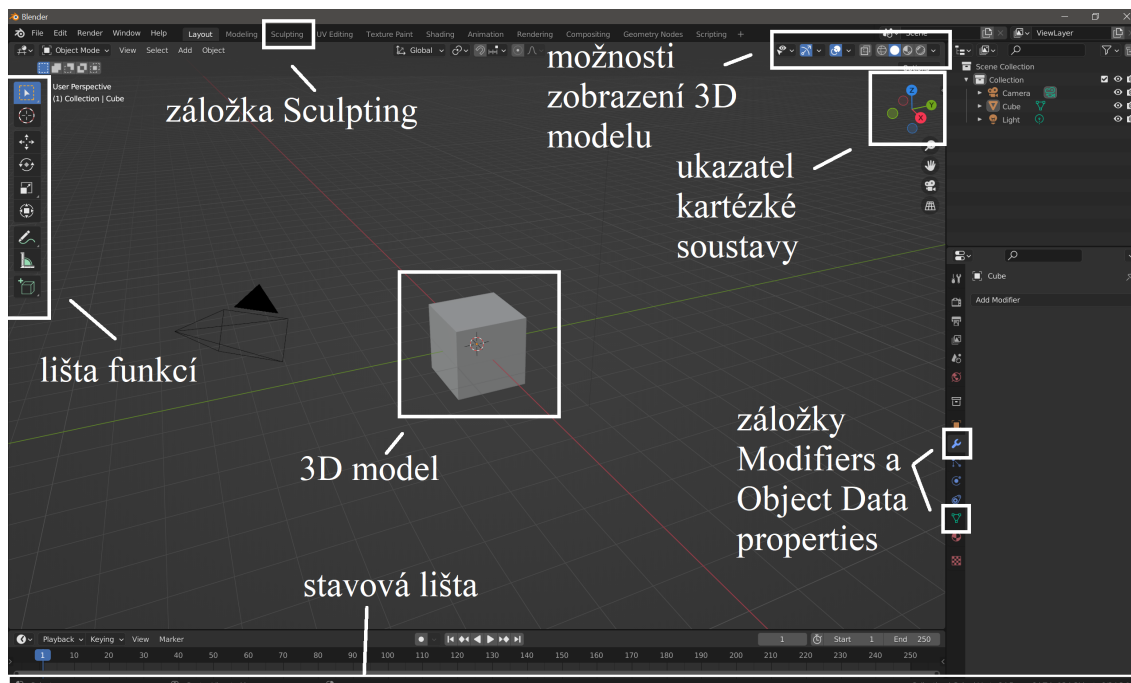 Blender
File Edit Render Window Help Layout Modeling Sculpting UV Editing Texture Paint Shading Animation Rendering Compositing Geometry Nodes Scripting + Scene ViewLayer
Object Mode View Select Add Object Global
User Perspective
(1) Collection | Cube
záložka Sculpting
možnosti
zobrazení 3D
modelu
Z
Y
X
ukazatel
kartézké
soustavy
Scene Collection
Collection
Camera
Cube
Light
Cube
Add Modifier
lišta funkcí
3D model
záložky
Modifiers a
Object Data
properties
stavová lišta
Playback Keying View Marker 1 Start 1 End 250
1 10 20 30 40 50 60 70 80 90 100 110 120 130 140 150 160 170 180 190 200 210 220 230 240 250